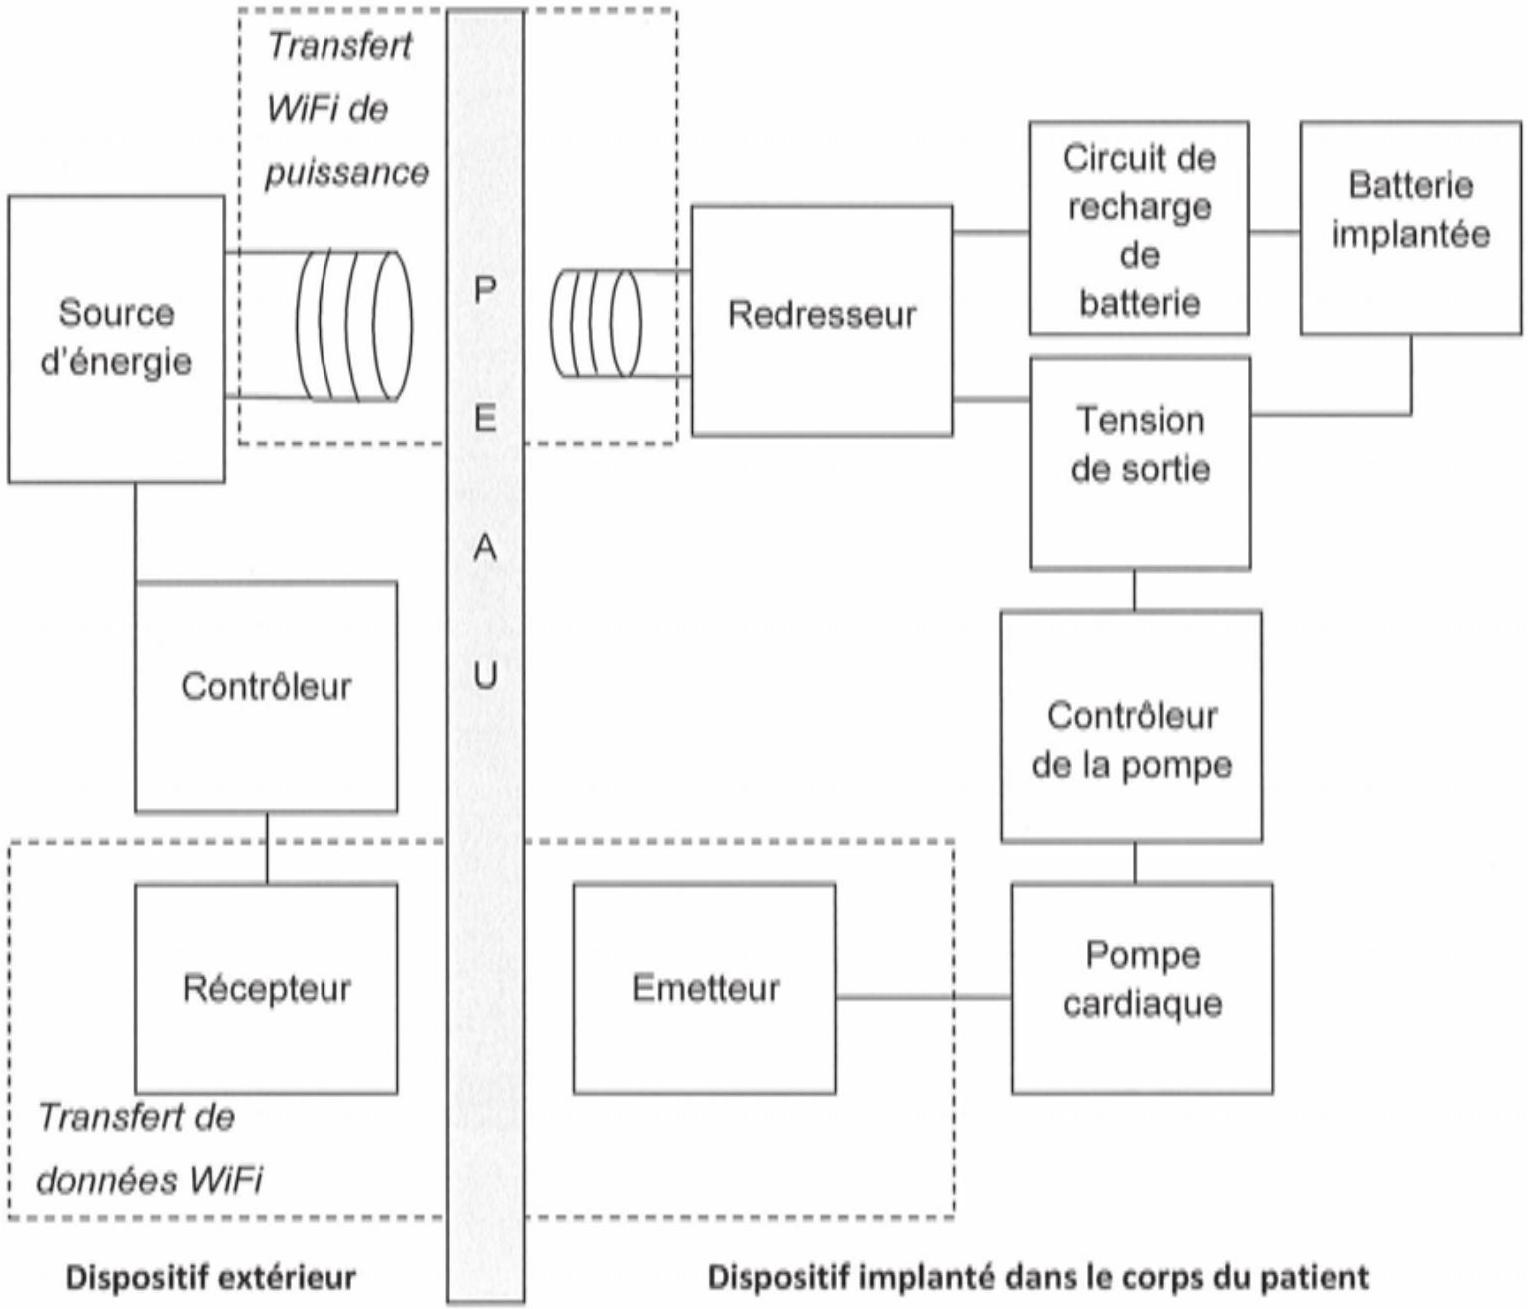 Transfert
WiFi de
puissance
Source
d'énergie
P
E
A
U
Redresseur
Circuit de
recharge
de
batterie
Batterie
implantée
Tension
de sortie
Contrôleur
Contrôleur
de la pompe
Récepteur
Emetteur
Pompe
cardiaque
Transfert de
données WiFi
Dispositif extérieur
Dispositif implanté dans le corps du patient